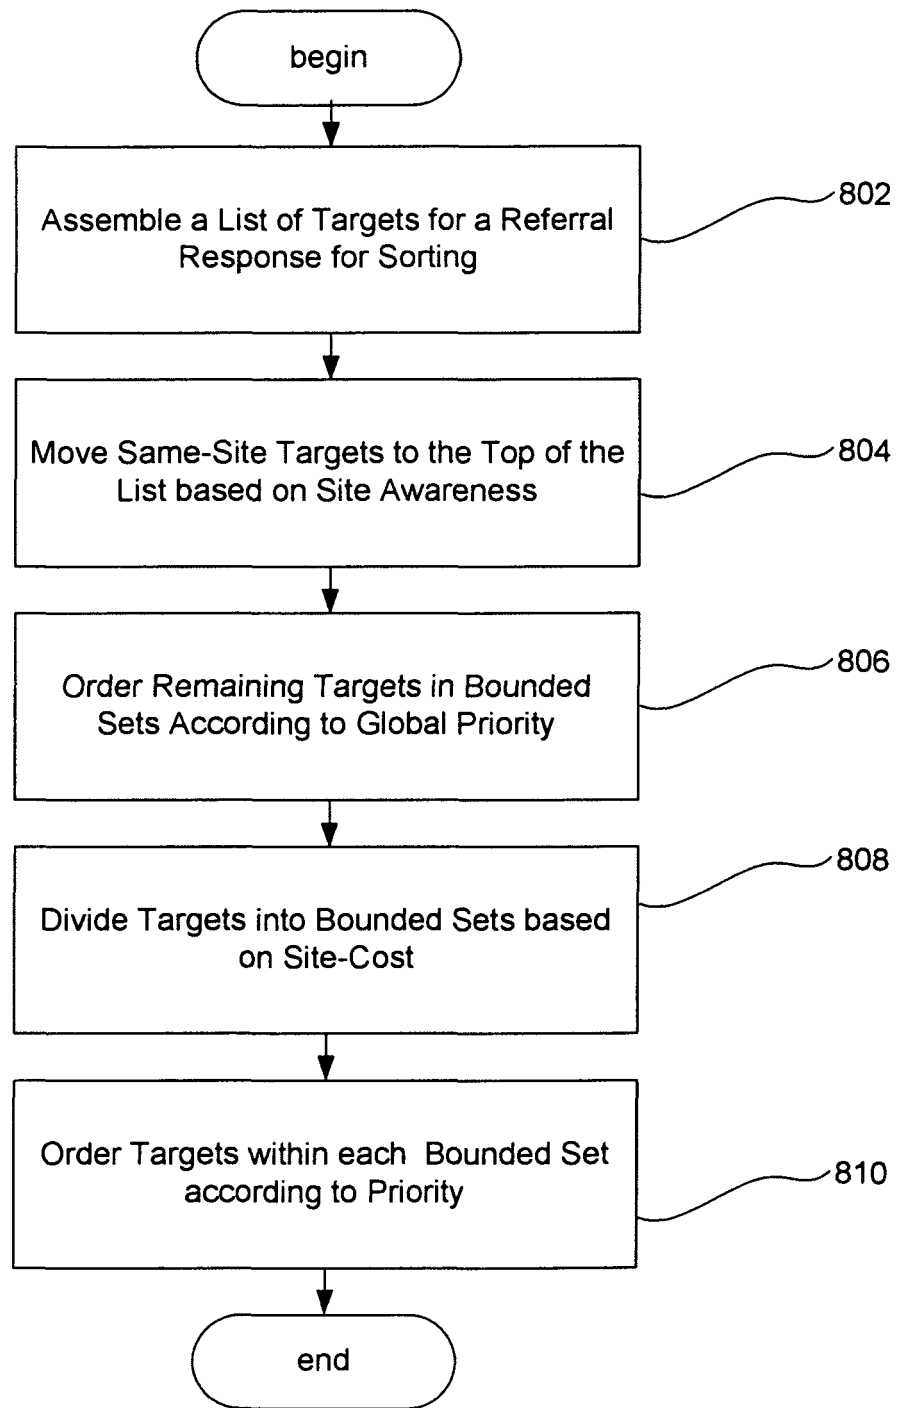 begin
Assemble a List of Targets for a Referral
Response for Sorting
802
Move Same-Site Targets to the Top of the
List based on Site Awareness
804
Order Remaining Targets in Bounded
Sets According to Global Priority
806
Divide Targets into Bounded Sets based
on Site-Cost
808
Order Targets within each Bounded Set
according to Priority
810
end